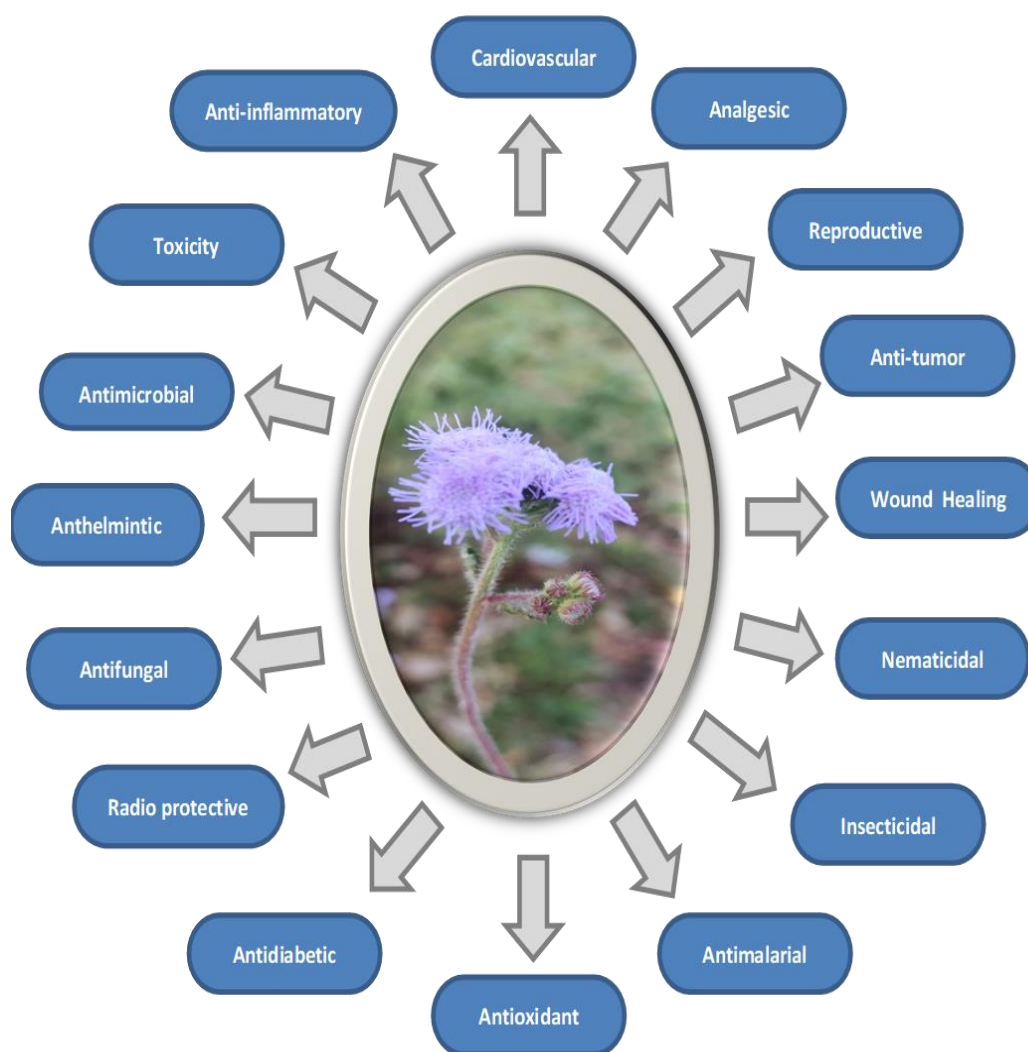 Cardiovascular
Analgesic
Reproductive
Anti-tumor
Wound Healing
Nematicidal
Insecticidal
Antimalarial
Antioxidant
Antidiabetic
Radio protective
Antifungal
Anthelmintic
Antimicrobial
Toxicity
Anti-inflammatory